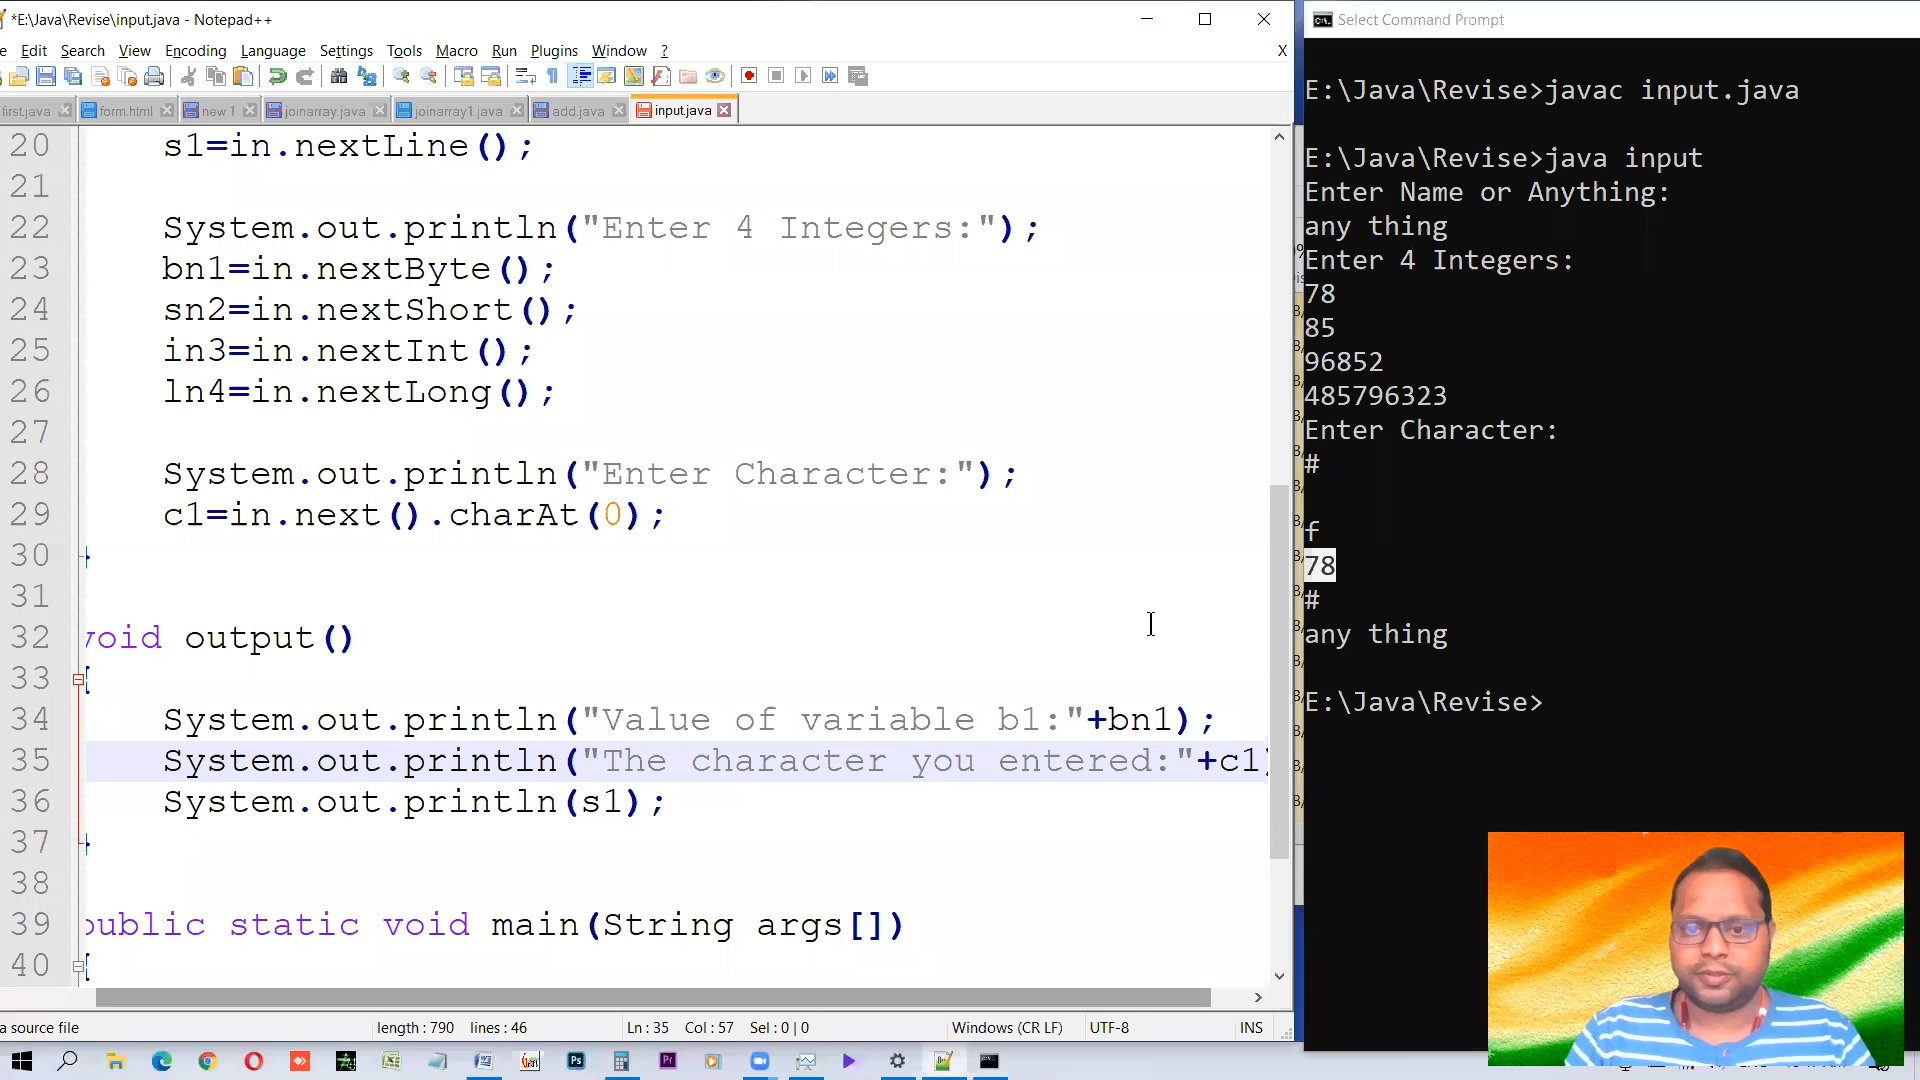 *E:\Java\Revise\input.java - Notepad++
Edit Search View Encoding Language Settings Tools Macro Run Plugins Window ? X
first.java form.html new 1 joinarray.java joinarray1.java add.java input.java
20 s1=in.nextLine();
21
22 System.out.println("Enter 4 Integers:");
23 bn1=in.nextByte();
24 sn2=in.nextShort();
25 in3=in.nextInt();
26 ln4=in.nextLong();
27
28 System.out.println("Enter Character:");
29 c1=in.next().charAt(0);
30 }
31
32 void output()
33 {
34 System.out.println("Value of variable b1:"+bn1);
35 System.out.println("The character you entered:"+c1)
36 System.out.println(s1);
37 }
38
39 public static void main(String args[])
40 {
a source file length : 790 lines : 46 Ln : 35 Col : 57 Sel : 0 | 0 Windows (CR LF) UTF-8 INS
Select Command Prompt
E:\Java\Revise>javac input.java
E:\Java\Revise>java input
Enter Name or Anything:
any thing
Enter 4 Integers:
78
85
96852
485796323
Enter Character:
#
f
78
#
any thing
E:\Java\Revise>